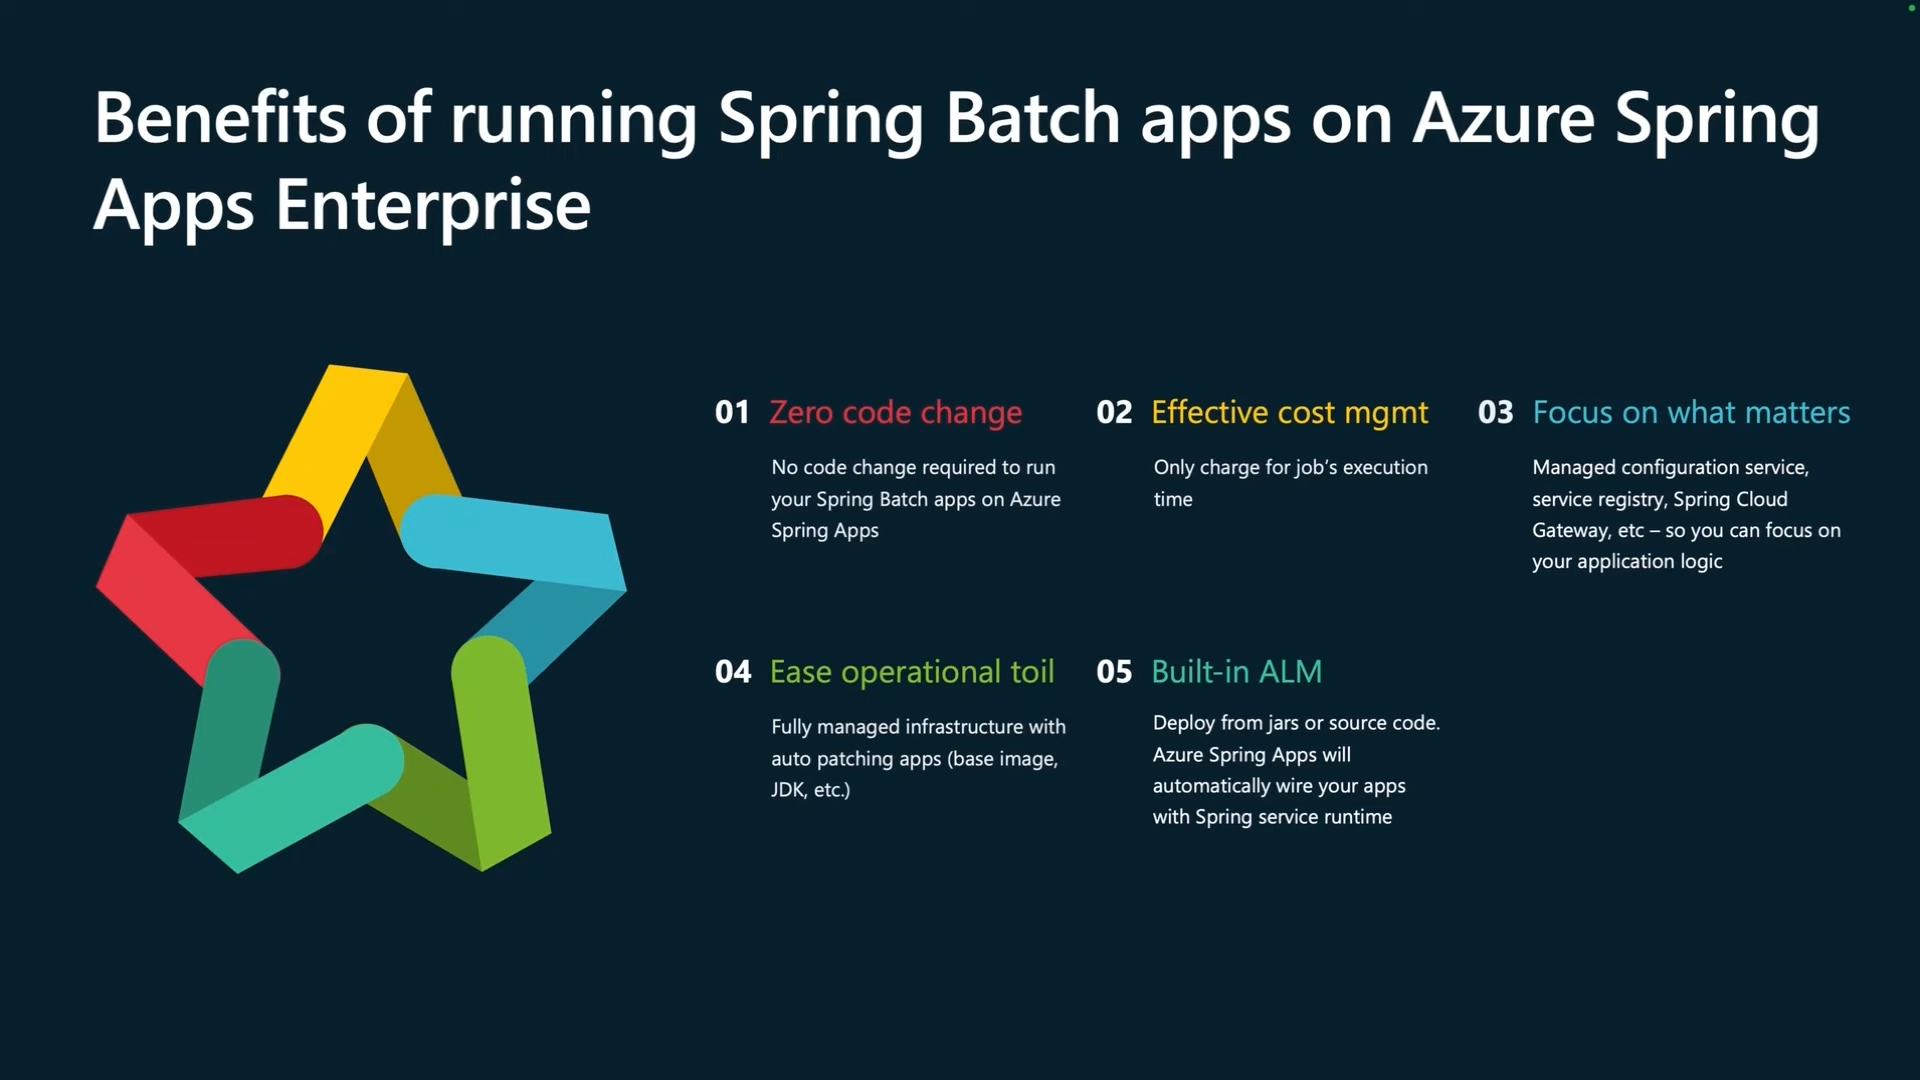 Benefits of running Spring Batch apps on Azure Spring
Apps Enterprise
01 Zero code change
No code change required to run
your Spring Batch apps on Azure
Spring Apps
02 Effective cost mgmt
Only charge for job’s execution
time
03 Focus on what matters
Managed configuration service,
service registry, Spring Cloud
Gateway, etc – so you can focus on
your application logic
04 Ease operational toil
Fully managed infrastructure with
auto patching apps (base image,
JDK, etc.)
05 Built-in ALM
Deploy from jars or source code.
Azure Spring Apps will
automatically wire your apps
with Spring service runtime